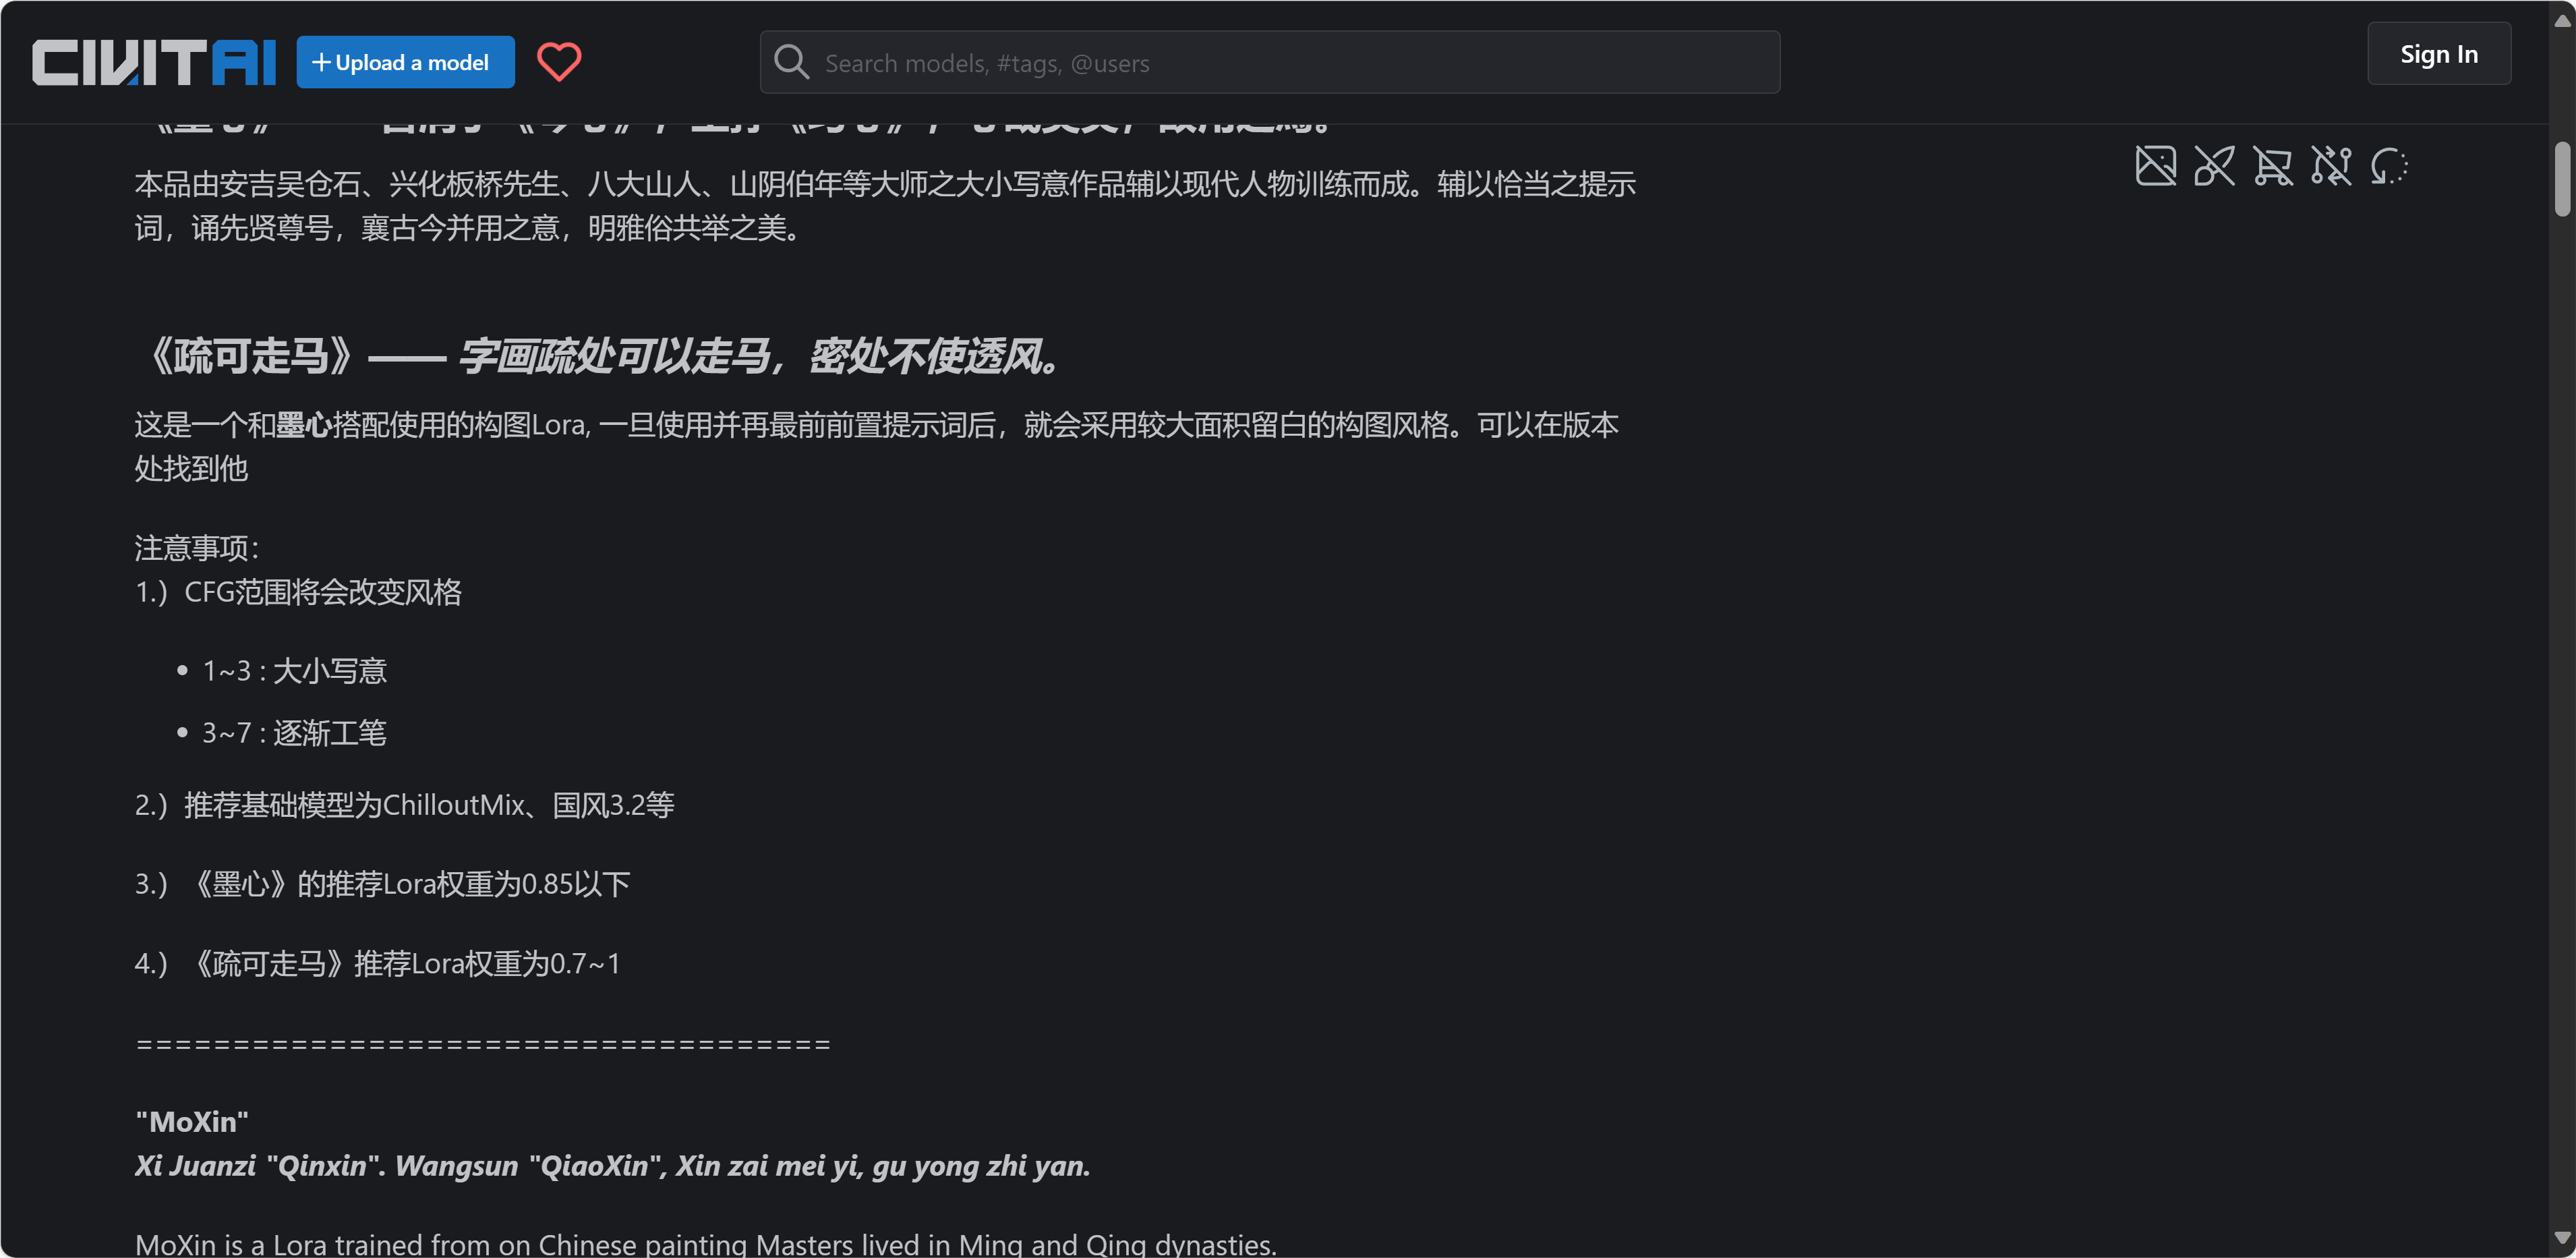 CIVITAI
Upload a model
Search models, #tags, @users
Sign In
本品由安吉吴仓石、兴化板桥先生、八大山人、山阴伯年等大师之大小写意作品辅以现代人物训练而成。辅以恰当之提示
词，诵先贤尊号，襄古今并用之意，明雅俗共举之美。
《疏可走马》—— 字画疏处可以走马，密处不使透风。
这是一个和墨心搭配使用的构图Lora, 一旦使用并再最前前置提示词后，就会采用较大面积留白的构图风格。可以在版本
处找到他
注意事项：
1.）CFG范围将会改变风格
• 1~3 : 大小写意
• 3~7 : 逐渐工笔
2.）推荐基础模型为ChilloutMix、国风3.2等
3.）《墨心》的推荐Lora权重为0.85以下
4.）《疏可走马》推荐Lora权重为0.7~1
====================================
"MoXin"
Xi Juanzi "Qinxin". Wangsun "QiaoXin", Xin zai mei yi, gu yong zhi yan.
MoXin is a Lora trained from on Chinese painting Masters lived in Ming and Qing dynasties.